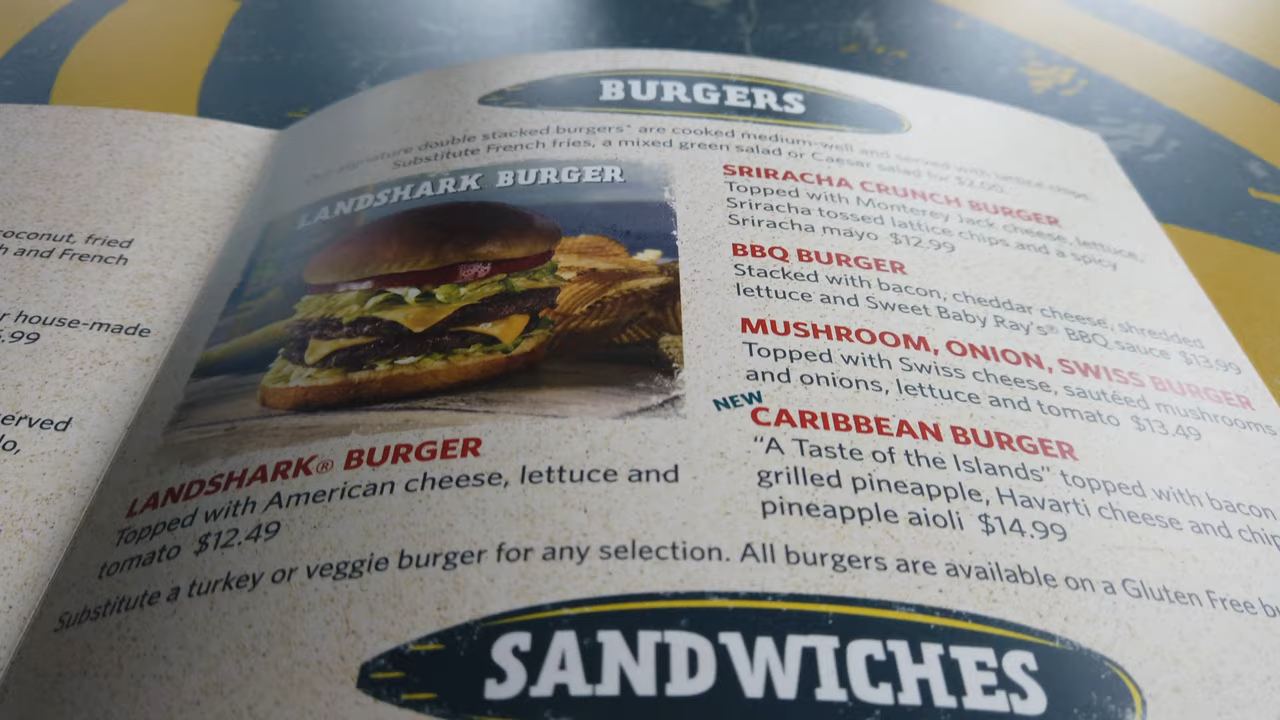 BURGERS
signature double stacked burgers* are cooked medium-well and served with lattice chips.
Substitute French fries, a mixed green salad or Caesar salad for $2.00.
LANDSHARK BURGER
LANDSHARK® BURGER
Topped with American cheese, lettuce and
tomato $12.49
SRIRACHA CRUNCH BURGER
Topped with Monterey Jack cheese, lettuce,
Sriracha tossed lattice chips and a spicy
Sriracha mayo $12.99
BBQ BURGER
Stacked with bacon, cheddar cheese, shredded
lettuce and Sweet Baby Ray's® BBQ sauce $13.99
MUSHROOM, ONION, SWISS BURGER
Topped with Swiss cheese, sautéed mushrooms
and onions, lettuce and tomato $13.49
NEW
CARIBBEAN BURGER
“A Taste of the Islands” topped with bacon,
grilled pineapple, Havarti cheese and chip
pineapple aioli $14.99
Substitute a turkey or veggie burger for any selection. All burgers are available on a Gluten Free b
SANDWICHES
coconut, fried
h and French
r house-made
.99
erved
lo,